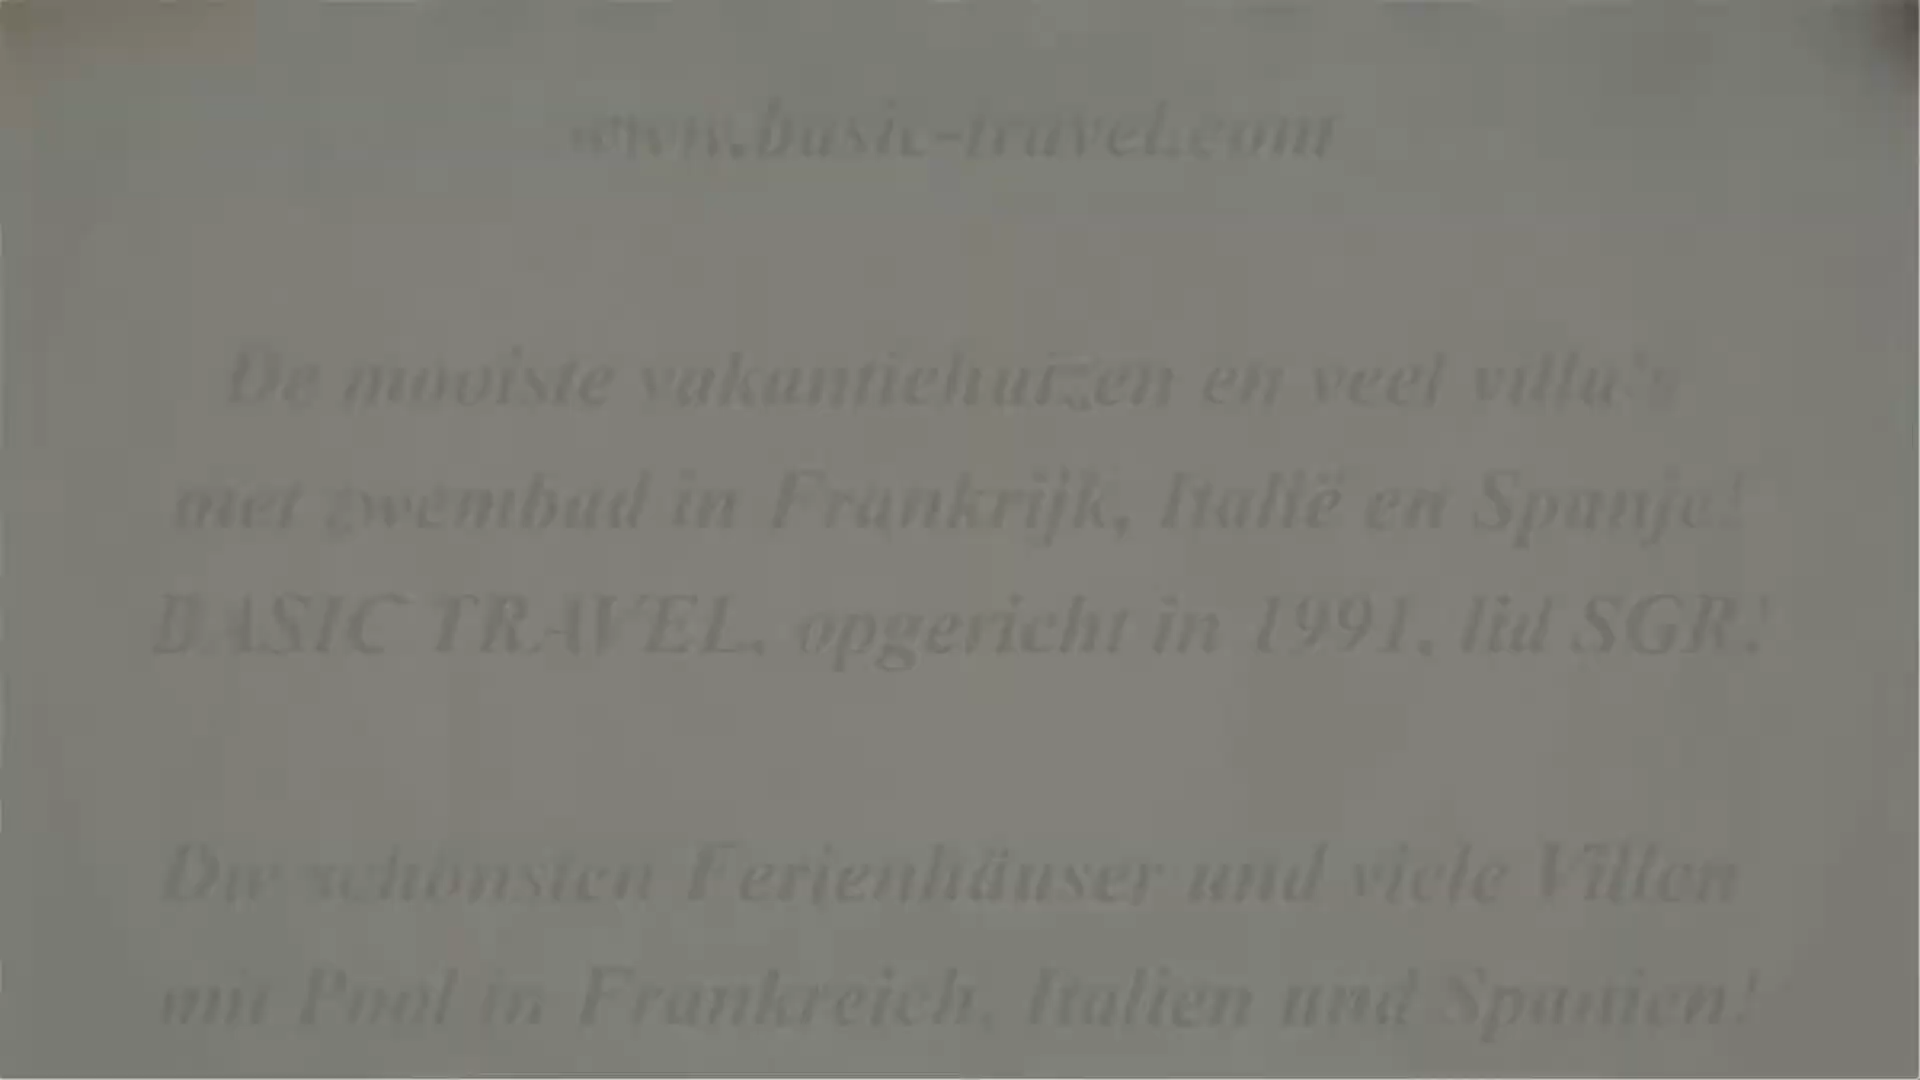 www.basic-travel.com
De mooiste vakantiehuizen en veel villa's
met zwembad in Frankrijk, Italië en Spanje!
BASIC TRAVEL, opgericht in 1991, lid SGR!
Die schönsten Ferienhäuser und viele Villen
mit Pool in Frankreich, Italien und Spanien!